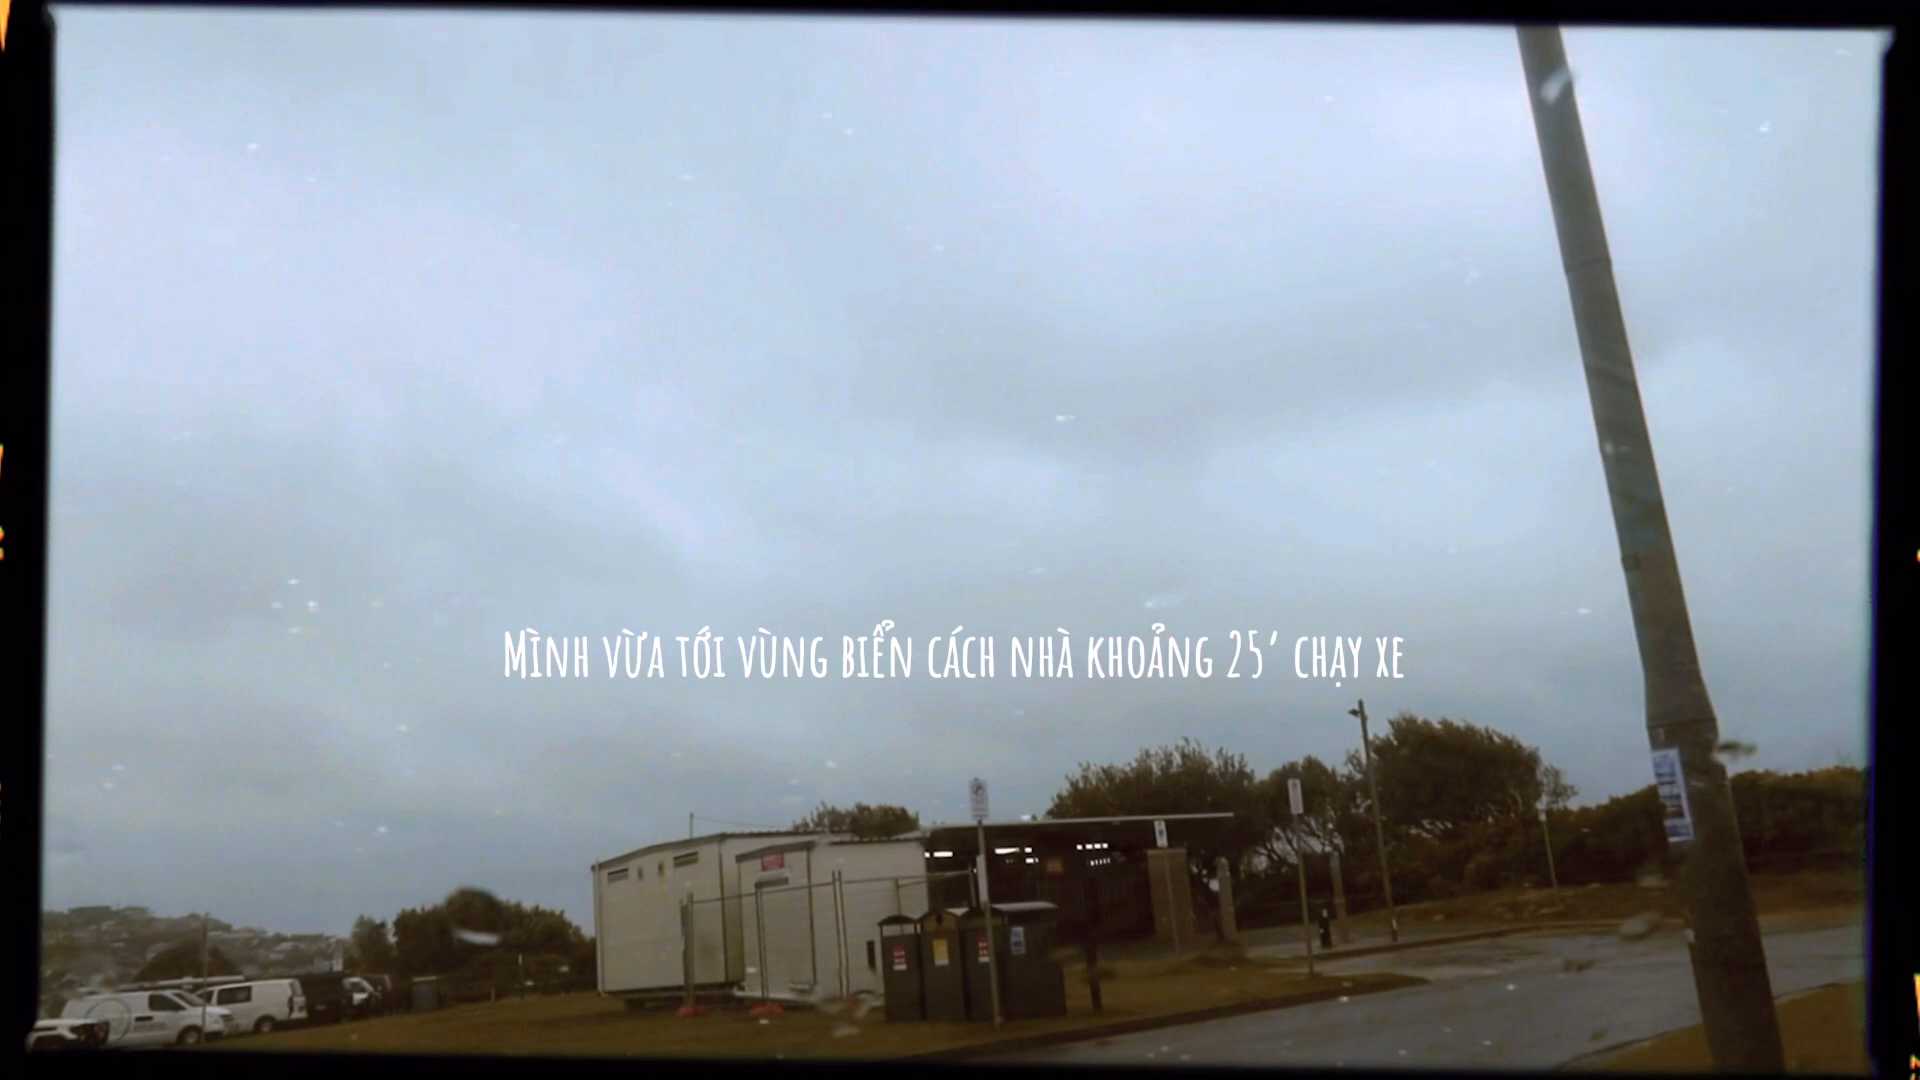 Mình vừa tới vùng biển cách nhà khoảng 25’ chạy xe